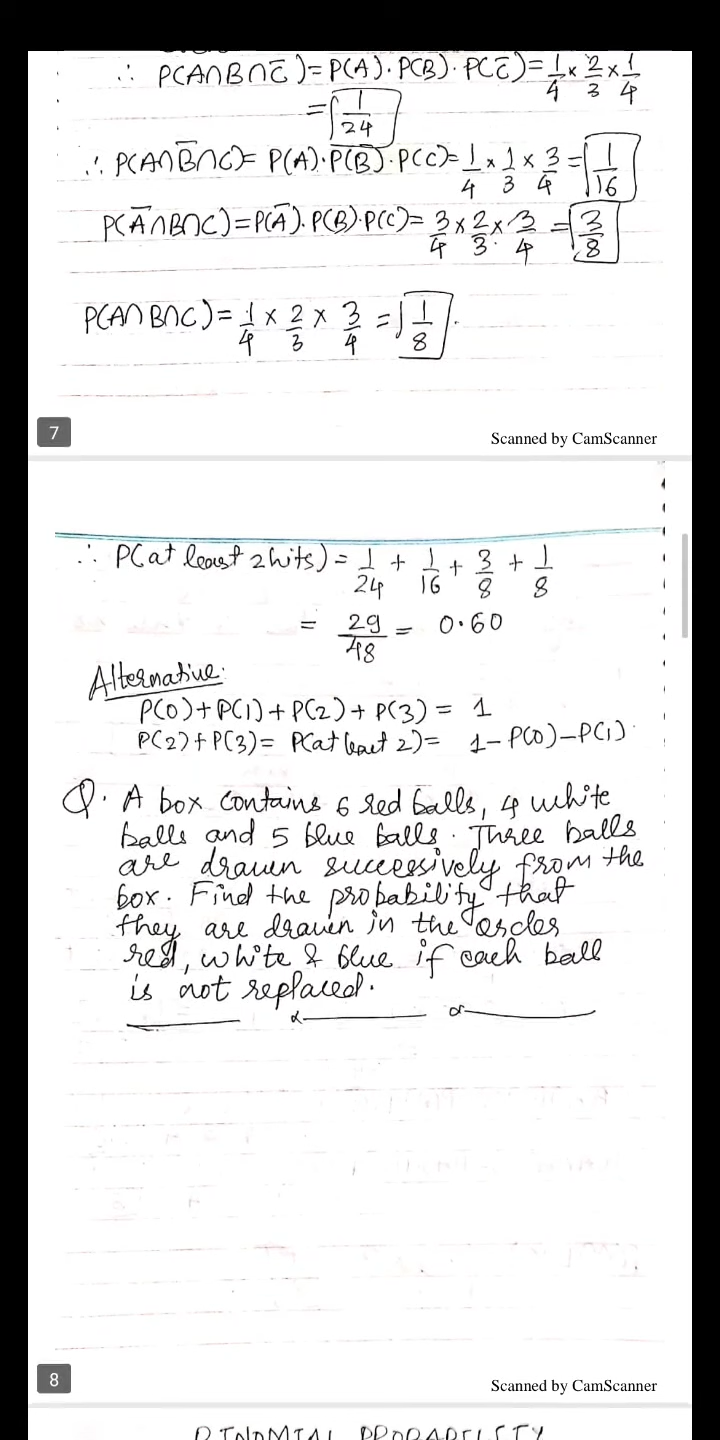 ∴ P(A∩B∩C̅) = P(A)·P(B)·P(C̅) = 1/4 × 2/3 × 1/4
= 1/24
∴ P(A∩B̅∩C) = P(A)·P(B̅)·P(C) = 1/4 × 1/3 × 3/4 = 1/16
P(A̅∩B∩C) = P(A̅)·P(B)·P(C) = 3/4 × 2/3 × 3/4 = 3/8
P(A∩B∩C) = 1/4 × 2/3 × 3/4 = 1/8
7
Scanned by CamScanner
∴ P(at least 2 hits) = 1/24 + 1/16 + 3/8 + 1/8
= 29/48 = 0.60
Alternative.
P(0)+P(1)+P(2)+P(3) = 1
P(2)+P(3) = P(at least 2) = 1-P(0)-P(1)
Q. A box contains 6 red balls, 4 white
balls and 5 blue balls. Three balls
are drawn successively from the
box. Find the probability that
they are drawn in the order
red, white & blue if each ball
is not replaced.
8
Scanned by CamScanner
BINOMIAL PROBABILITY